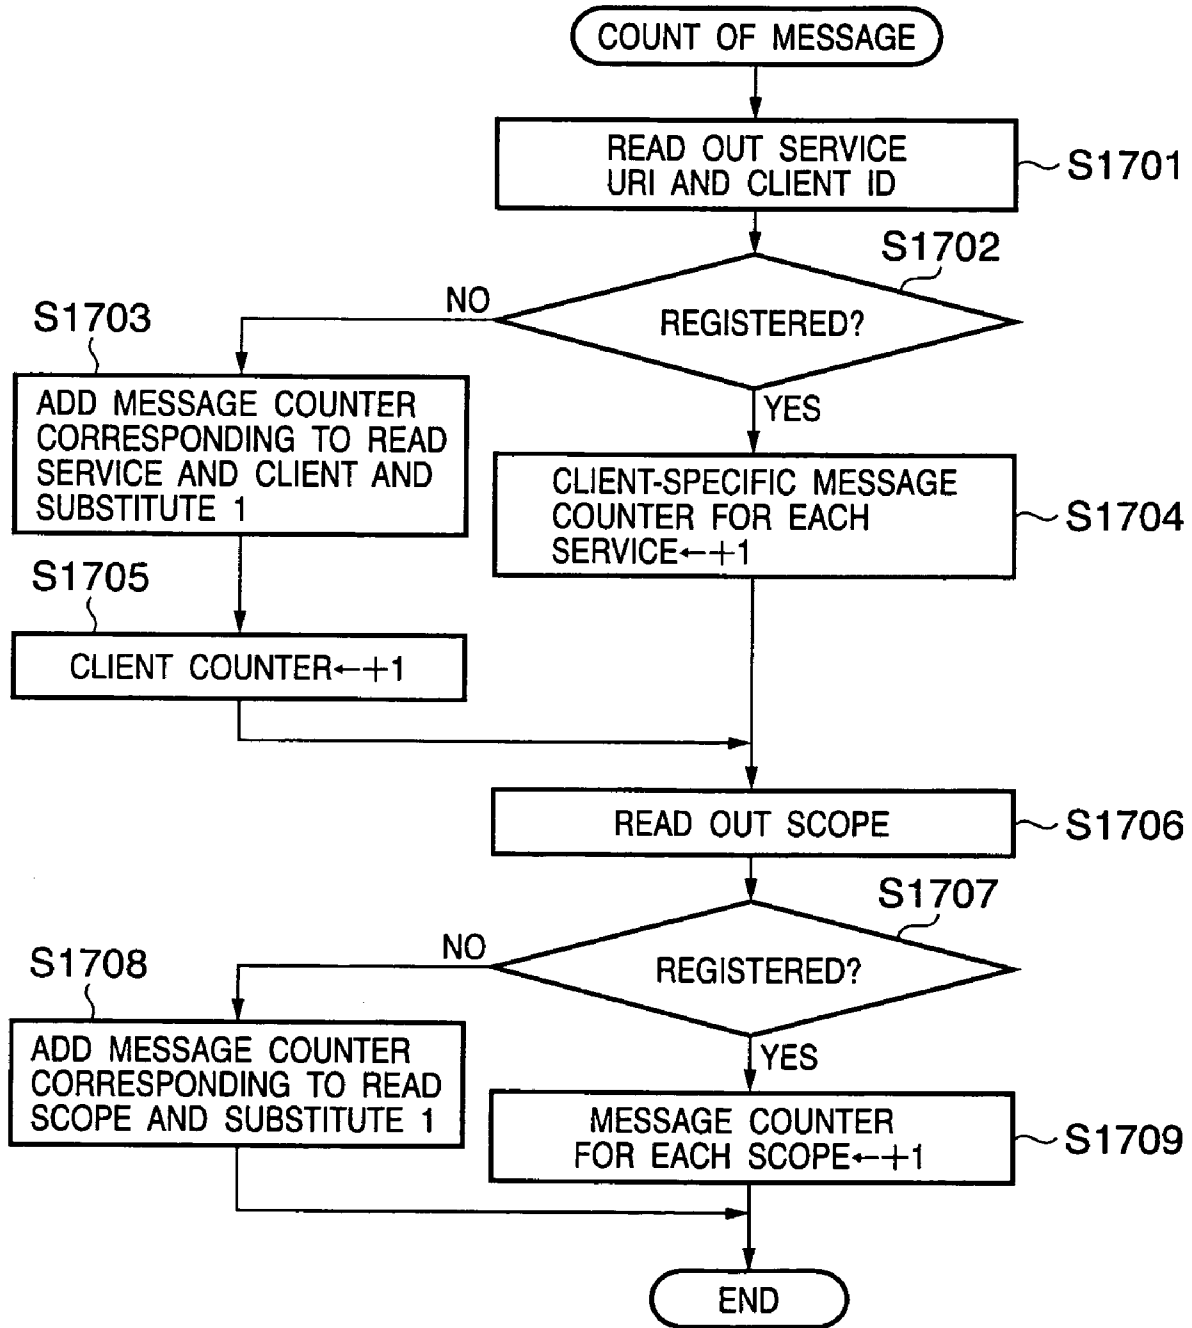 COUNT OF MESSAGE
READ OUT SERVICE
URI AND CLIENT ID
S1701
S1702
REGISTERED?
NO
YES
S1703
ADD MESSAGE COUNTER
CORRESPONDING TO READ
SERVICE AND CLIENT AND
SUBSTITUTE 1
CLIENT-SPECIFIC MESSAGE
COUNTER FOR EACH
SERVICE←+1
S1704
S1705
CLIENT COUNTER←+1
READ OUT SCOPE
S1706
S1707
REGISTERED?
NO
YES
S1708
ADD MESSAGE COUNTER
CORRESPONDING TO READ
SCOPE AND SUBSTITUTE 1
MESSAGE COUNTER
FOR EACH SCOPE←+1
S1709
END